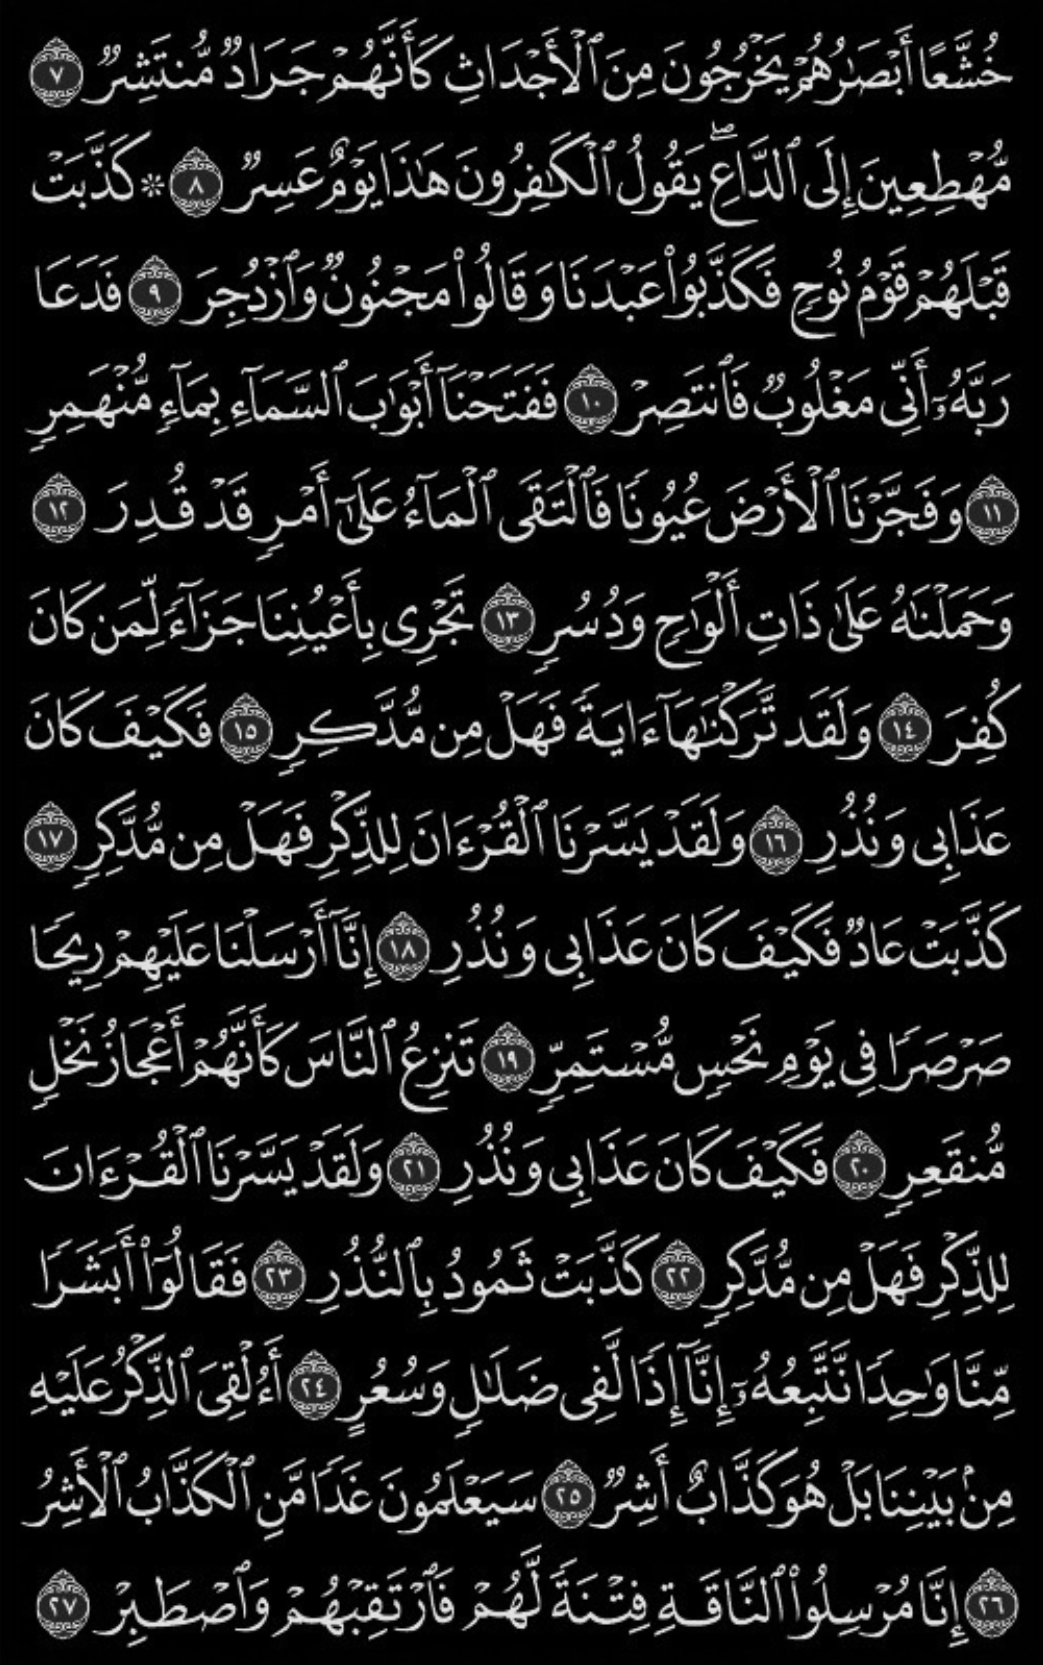 خُشَّعًا أَبْصَٰرُهُمْ يَخْرُجُونَ مِنَ ٱلْأَجْدَاثِ كَأَنَّهُمْ جَرَادٌ مُّنتَشِرٌ ٧
مُّهْطِعِينَ إِلَى ٱلدَّاعِ ۖ يَقُولُ ٱلْكَٰفِرُونَ هَٰذَا يَوْمٌ عَسِرٌ ٨ ۞ كَذَّبَتْ
قَبْلَهُمْ قَوْمُ نُوحٍ فَكَذَّبُوا۟ عَبْدَنَا وَقَالُوا۟ مَجْنُونٌ وَٱزْدُجِرَ ٩ فَدَعَا
رَبَّهُۥٓ أَنِّى مَغْلُوبٌ فَٱنتَصِرْ ١٠ فَفَتَحْنَآ أَبْوَٰبَ ٱلسَّمَآءِ بِمَآءٍ مُّنْهَمِرٍ
١١ وَفَجَّرْنَا ٱلْأَرْضَ عُيُونًا فَٱلْتَقَى ٱلْمَآءُ عَلَىٰٓ أَمْرٍ قَدْ قُدِرَ ١٢
وَحَمَلْنَٰهُ عَلَىٰ ذَاتِ أَلْوَٰحٍ وَدُسُرٍ ١٣ تَجْرِى بِأَعْيُنِنَا جَزَآءً لِّمَن كَانَ
كُفِرَ ١٤ وَلَقَد تَّرَكْنَٰهَآ ءَايَةً فَهَلْ مِن مُّدَّكِرٍ ١٥ فَكَيْفَ كَانَ
عَذَابِى وَنُذُرِ ١٦ وَلَقَدْ يَسَّرْنَا ٱلْقُرْءَانَ لِلذِّكْرِ فَهَلْ مِن مُّدَّكِرٍ ١٧
كَذَّبَتْ عَادٌ فَكَيْفَ كَانَ عَذَابِى وَنُذُرِ ١٨ إِنَّآ أَرْسَلْنَا عَلَيْهِمْ رِيحًا
صَرْصَرًا فِى يَوْمِ نَحْسٍ مُّسْتَمِرٍّ ١٩ تَنزِعُ ٱلنَّاسَ كَأَنَّهُمْ أَعْجَازُ نَخْلٍ
مُّنقَعِرٍ ٢٠ فَكَيْفَ كَانَ عَذَابِى وَنُذُرِ ٢١ وَلَقَدْ يَسَّرْنَا ٱلْقُرْءَانَ
لِلذِّكْرِ فَهَلْ مِن مُّدَّكِرٍ ٢٢ كَذَّبَتْ ثَمُودُ بِٱلنُّذُرِ ٢٣ فَقَالُوٓا۟ أَبَشَرًا
مِّنَّا وَٰحِدًا نَّتَّبِعُهُۥٓ إِنَّآ إِذًا لَّفِى ضَلَٰلٍ وَسُعُرٍ ٢٤ أَءُلْقِىَ ٱلذِّكْرُ عَلَيْهِ
مِنۢ بَيْنِنَا بَلْ هُوَ كَذَّابٌ أَشِرٌ ٢٥ سَيَعْلَمُونَ غَدًا مَّنِ ٱلْكَذَّابُ ٱلْأَشِرُ
٢٦ إِنَّا مُرْسِلُوا۟ ٱلنَّاقَةِ فِتْنَةً لَّهُمْ فَٱرْتَقِبْهُمْ وَٱصْطَبِرْ ٢٧